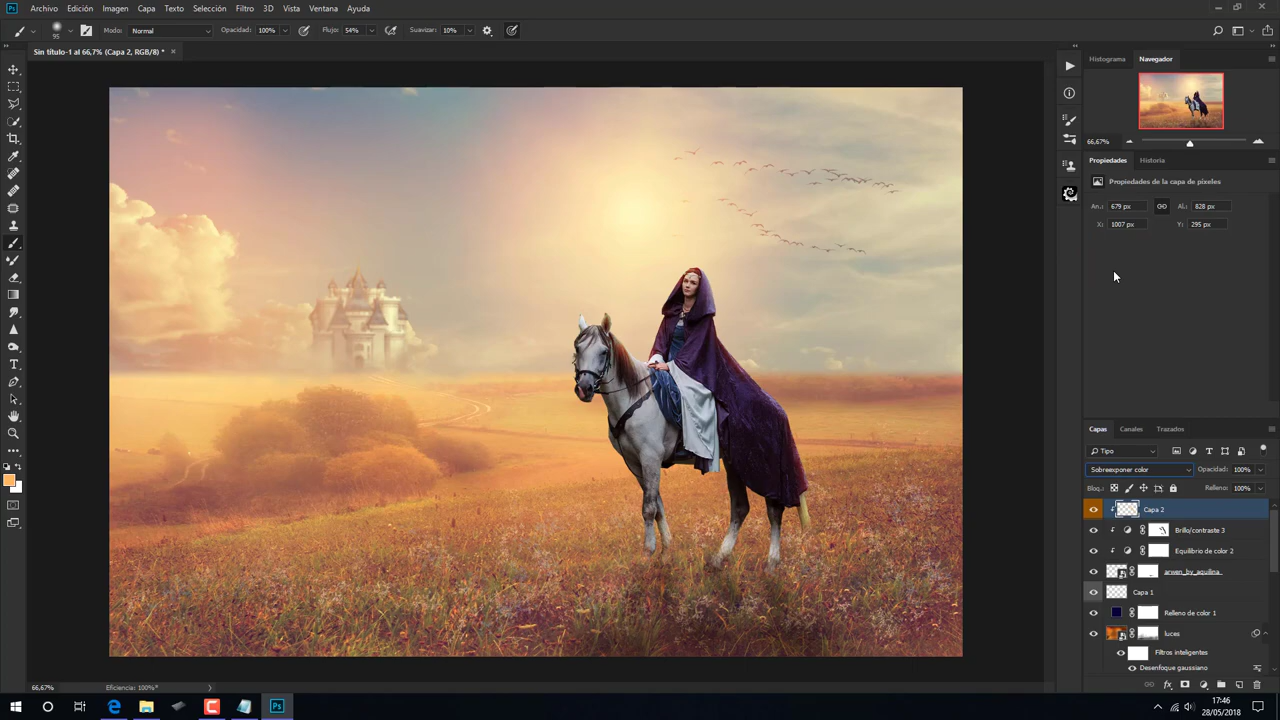 Ps Archivo Edición Imagen Capa Texto Selección Filtro 3D Vista Ventana Ayuda
95 Modo: Normal Opacidad: 100% Flujo: 54% Suavizar: 10%
Sin título-1 al 66,7% (Capa 2, RGB/8) * ×
Histograma Navegador
66,67%
Propiedades Historia
Propiedades de la capa de píxeles
An.: 679 px Al.: 828 px
X: 1007 px Y: 295 px
Capas Canales Trazados
Tipo
Sobreexponer color Opacidad: 100%
Bloq.: Relleno: 100%
Capa 2
Brillo/contraste 3
Equilibrio de color 2
arwen_by_aquilina_
Capa 1
Relleno de color 1
luces
Filtros inteligentes
Desenfoque gaussiano
66,67% Eficiencia: 100%*
17:46
28/05/2018